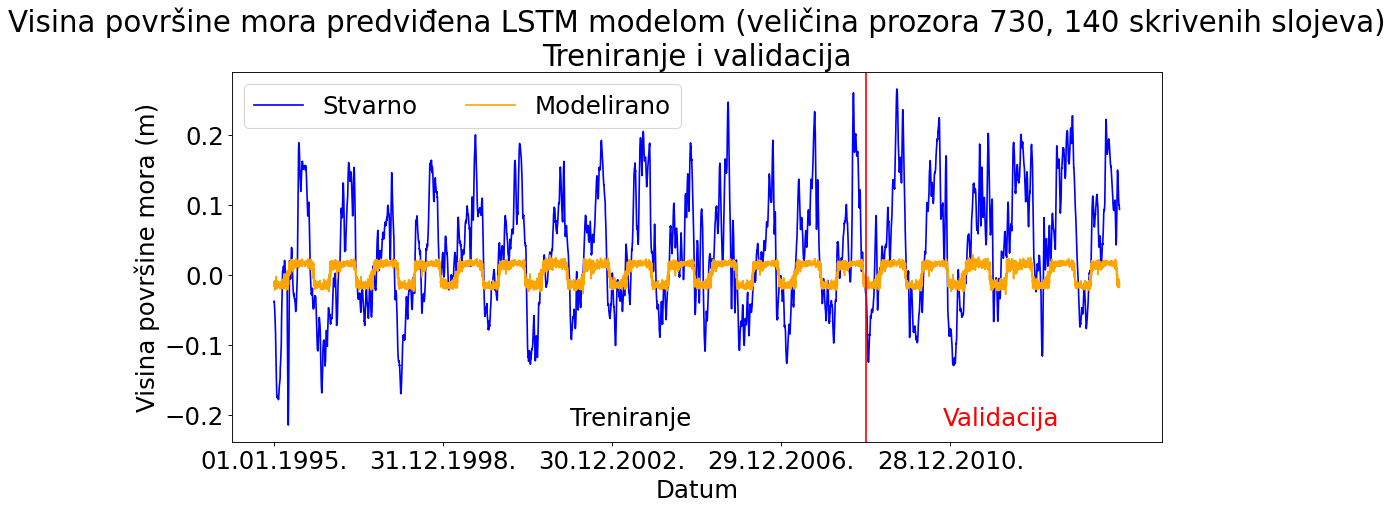 Visina površine mora predviđena LSTM modelom (veličina prozora 730, 140 skrivenih slojeva)
Treniranje i validacija
Stvarno
Modelirano
Visina površine mora (m)
0.2
0.1
0.0
−0.1
−0.2
Treniranje
Validacija
01.01.1995.
31.12.1998.
30.12.2002.
29.12.2006.
28.12.2010.
Datum